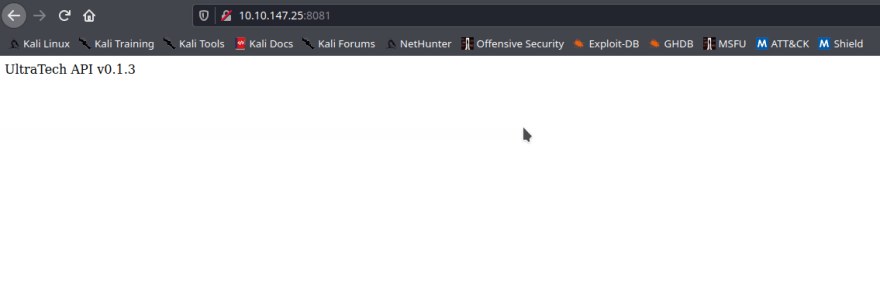 10.10.147.25:8081
Kali Linux Kali Training Kali Tools Kali Docs Kali Forums NetHunter Offensive Security Exploit-DB GHDB MSFU ATT&CK Shield
UltraTech API v0.1.3